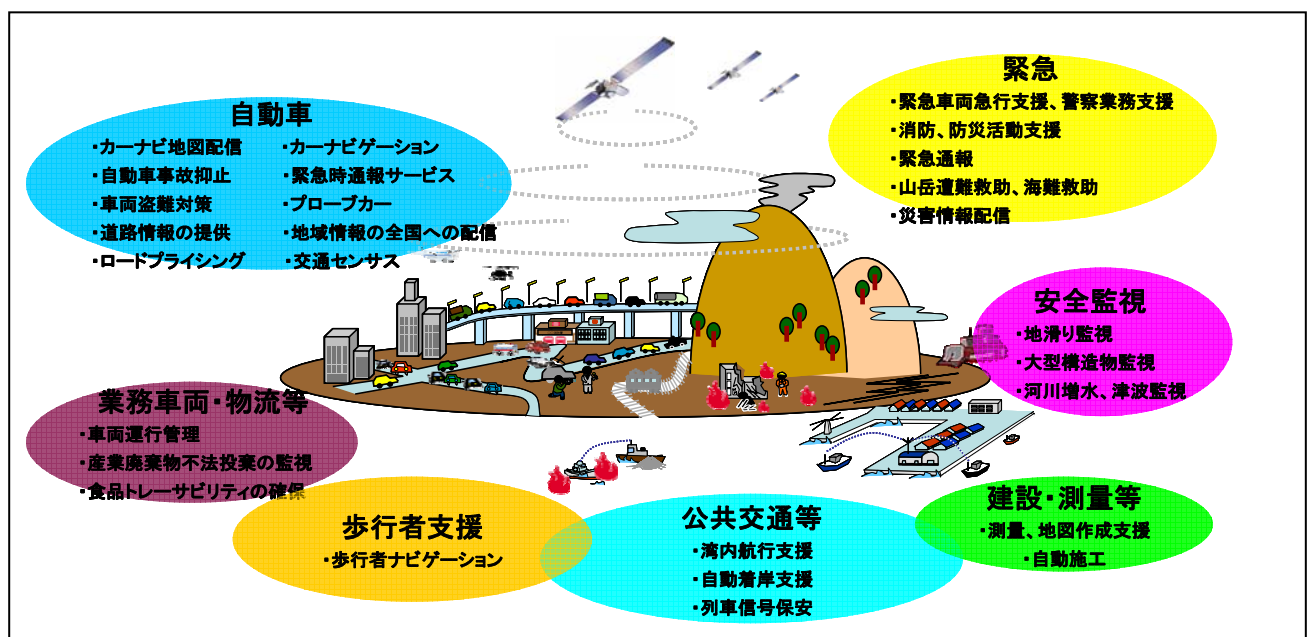 自動車
・カーナビ地図配信 ・カーナビゲーション
・自動車事故抑止 ・緊急時通報サービス
・車両盗難対策 ・プローブカー
・道路情報の提供 ・地域情報の全国への配信
・ロードプライシング ・交通センサス
緊急
・緊急車両急行支援、警察業務支援
・消防、防災活動支援
・緊急通報
・山岳遭難救助、海難救助
・災害情報配信
安全監視
・地滑り監視
・大型構造物監視
・河川増水、津波監視
業務車両・物流等
・車両運行管理
・産業廃棄物不法投棄の監視
・食品トレーサビリティの確保
歩行者支援
・歩行者ナビゲーション
公共交通等
・湾内航行支援
・自動着岸支援
・列車信号保安
建設・測量等
・測量、地図作成支援
・自動施工